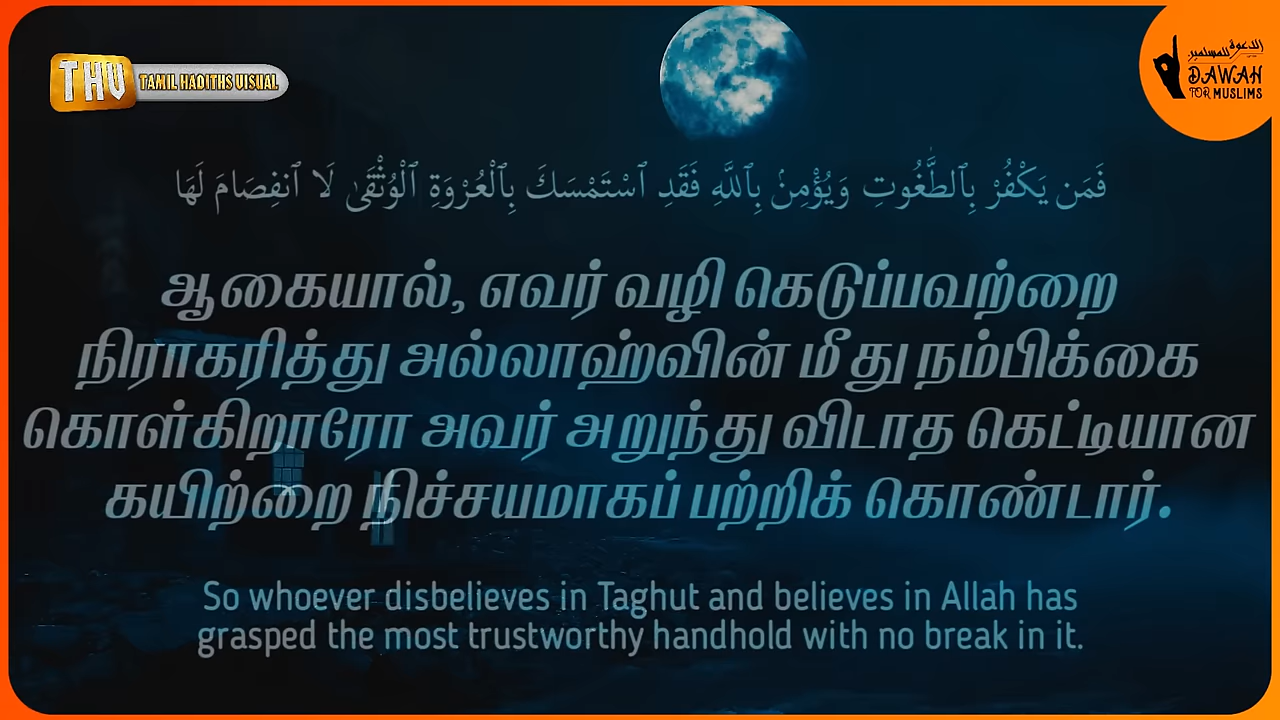 THV TAMIL HADITHS VISUAL
الدعوة للمسلمين
DAWAH
FOR MUSLIMS
فَمَن يَكْفُرْ بِٱلطَّٰغُوتِ وَيُؤْمِنۢ بِٱللَّهِ فَقَدِ ٱسْتَمْسَكَ بِٱلْعُرْوَةِ ٱلْوُثْقَىٰ لَا ٱنفِصَامَ لَهَا
ஆகையால், எவர் வழி கெடுப்பவற்றை
நிராகரித்து அல்லாஹ்வின் மீது நம்பிக்கை
கொள்கிறாரோ அவர் அறுந்து விடாத கெட்டியான
கயிற்றை நிச்சயமாகப் பற்றிக் கொண்டார்.
So whoever disbelieves in Taghut and believes in Allah has
grasped the most trustworthy handhold with no break in it.